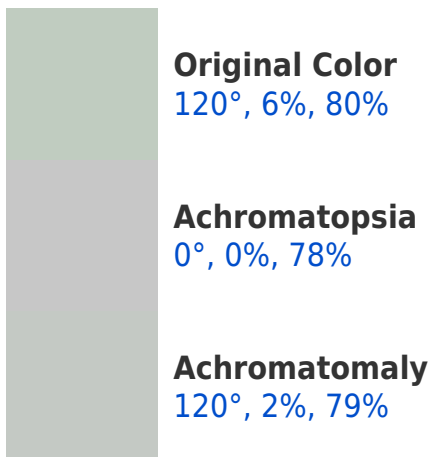 Original Color
120°, 6%, 80%
Achromatopsia
0°, 0%, 78%
Achromatomaly
120°, 2%, 79%